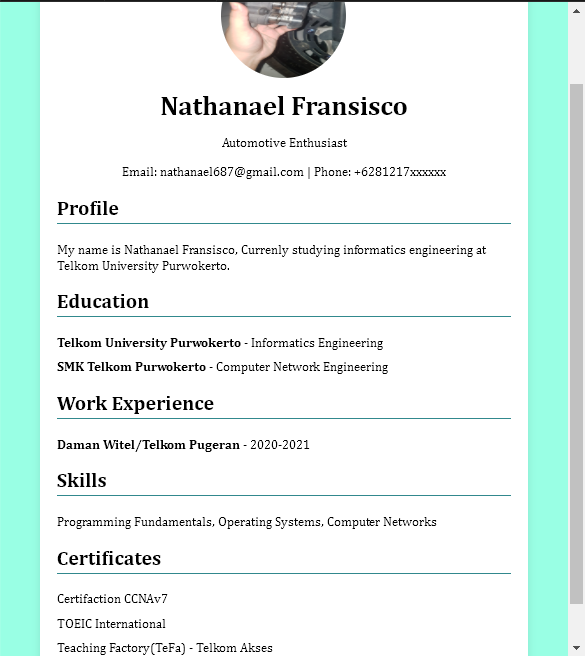 Nathanael Fransisco
Automotive Enthusiast
Email: nathanael687@gmail.com | Phone: +6281217xxxxxx
Profile
My name is Nathanael Fransisco, Currenly studying informatics engineering at
Telkom University Purwokerto.
Education
Telkom University Purwokerto - Informatics Engineering
SMK Telkom Purwokerto - Computer Network Engineering
Work Experience
Daman Witel/Telkom Pugeran - 2020-2021
Skills
Programming Fundamentals, Operating Systems, Computer Networks
Certificates
Certifaction CCNAv7
TOEIC International
Teaching Factory(TeFa) - Telkom Akses